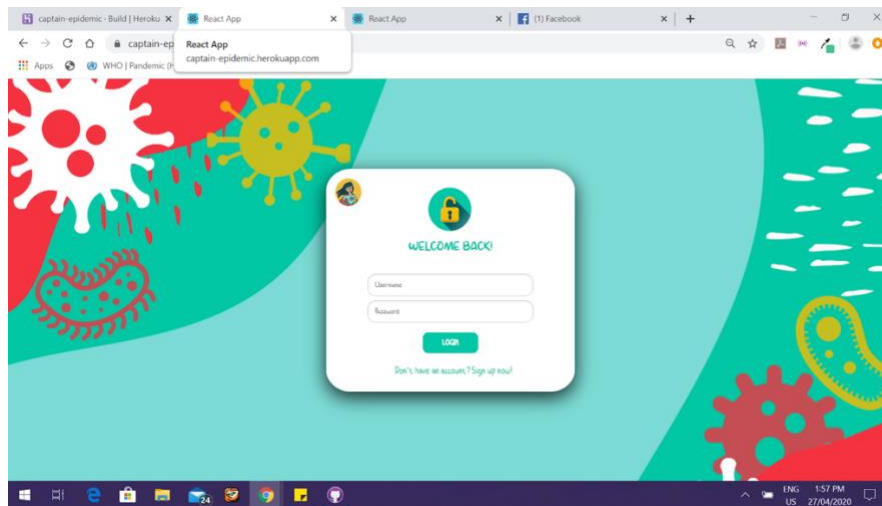 captain-epidemic · Build | Heroku
React App
React App
(1) Facebook
captain-ep
React App
captain-epidemic.herokuapp.com
Apps
WHO | Pandemic
WELCOME BACK!
Username
Password
LOGIN
Don't have an account? Sign up now!
24
ENG
US
1:57 PM
27/04/2020